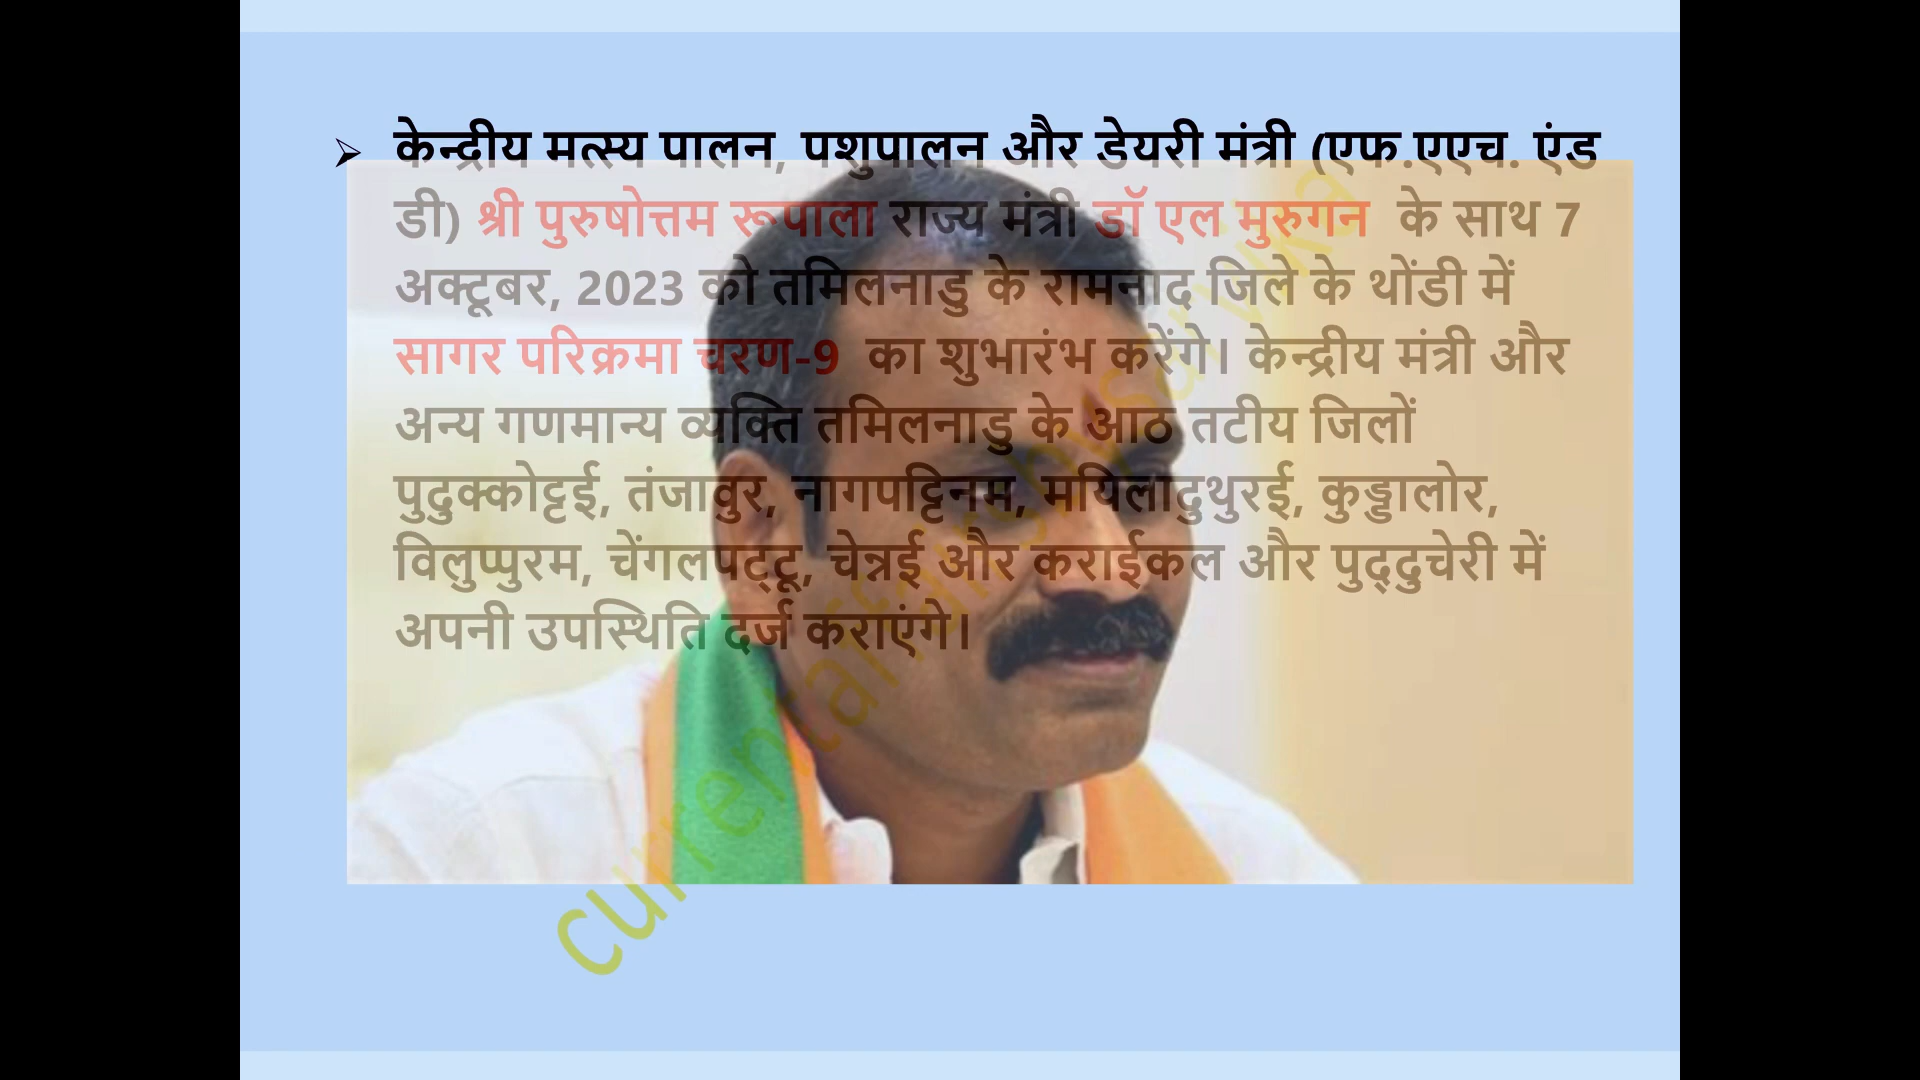 ➢ केन्द्रीय मत्स्य पालन, पशुपालन और डेयरी मंत्री (एफ.एएच. एंड
डी) श्री पुरुषोत्तम रूपाला राज्य मंत्री डॉ एल मुरुगन के साथ 7
अक्टूबर, 2023 को तमिलनाडु के रामनाद जिले के थोंडी में
सागर परिक्रमा चरण-9 का शुभारंभ करेंगे। केन्द्रीय मंत्री और
अन्य गणमान्य व्यक्ति तमिलनाडु के आठ तटीय जिलों
पुदुक्कोट्टई, तंजावुर, नागपट्टिनम, मयिलादुथुरई, कुड्डालोर,
विलुप्पुरम, चेंगलपट्टू, चेन्नई और कराईकल और पुद्दुचेरी में
अपनी उपस्थिति दर्ज कराएंगे।